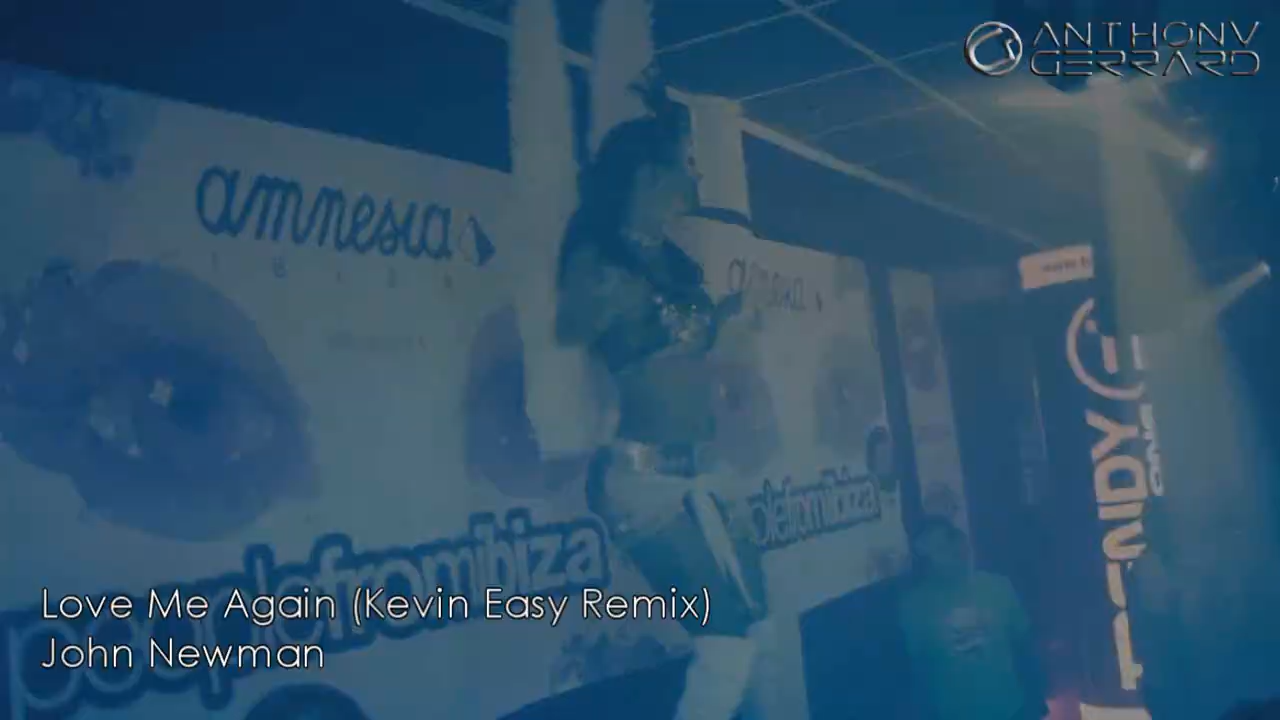 ANTHONY
GERRARD
amnesia
I B I Z A
amnesia
peoplefromibiza
peoplefromibiza
Love Me Again (Kevin Easy Remix)
John Newman